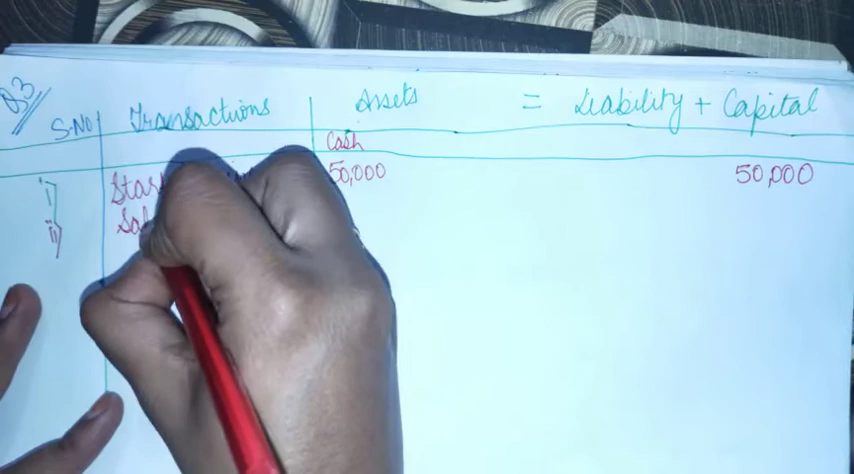 Q3
S.No Transactions Assets = Liability + Capital
Cash
i) 50,000 50,000
ii)